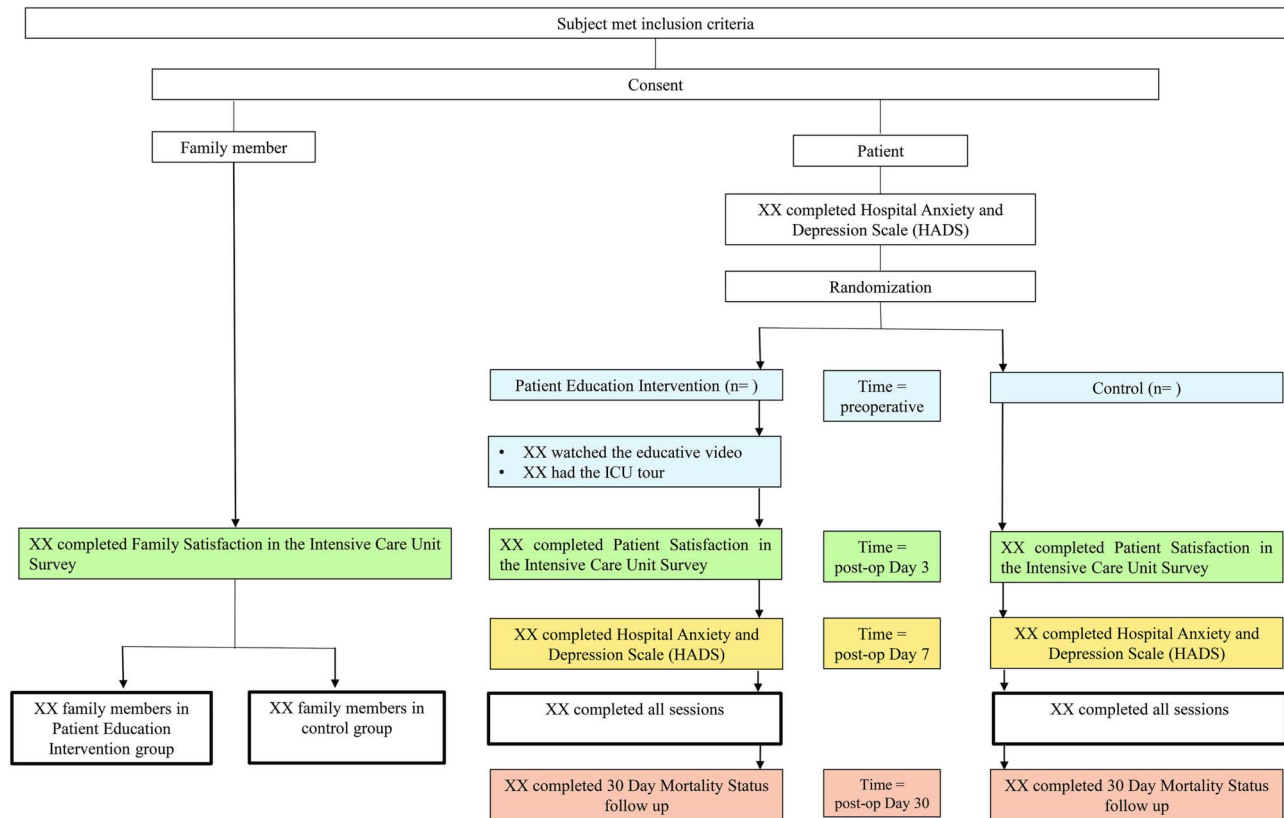 Subject met inclusion criteria
Consent
Family member
Patient
XX completed Hospital Anxiety and
Depression Scale (HADS)
Randomization
Patient Education Intervention (n= )
Time =
preoperative
Control (n= )
• XX watched the educative video
• XX had the ICU tour
XX completed Family Satisfaction in the Intensive Care Unit
Survey
XX completed Patient Satisfaction in
the Intensive Care Unit Survey
Time =
post-op Day 3
XX completed Patient Satisfaction in
the Intensive Care Unit Survey
XX completed Hospital Anxiety and
Depression Scale (HADS)
Time =
post-op Day 7
XX completed Hospital Anxiety and
Depression Scale (HADS)
XX family members in
Patient Education
Intervention group
XX family members in
control group
XX completed all sessions
XX completed all sessions
XX completed 30 Day Mortality Status
follow up
Time =
post-op Day 30
XX completed 30 Day Mortality Status
follow up